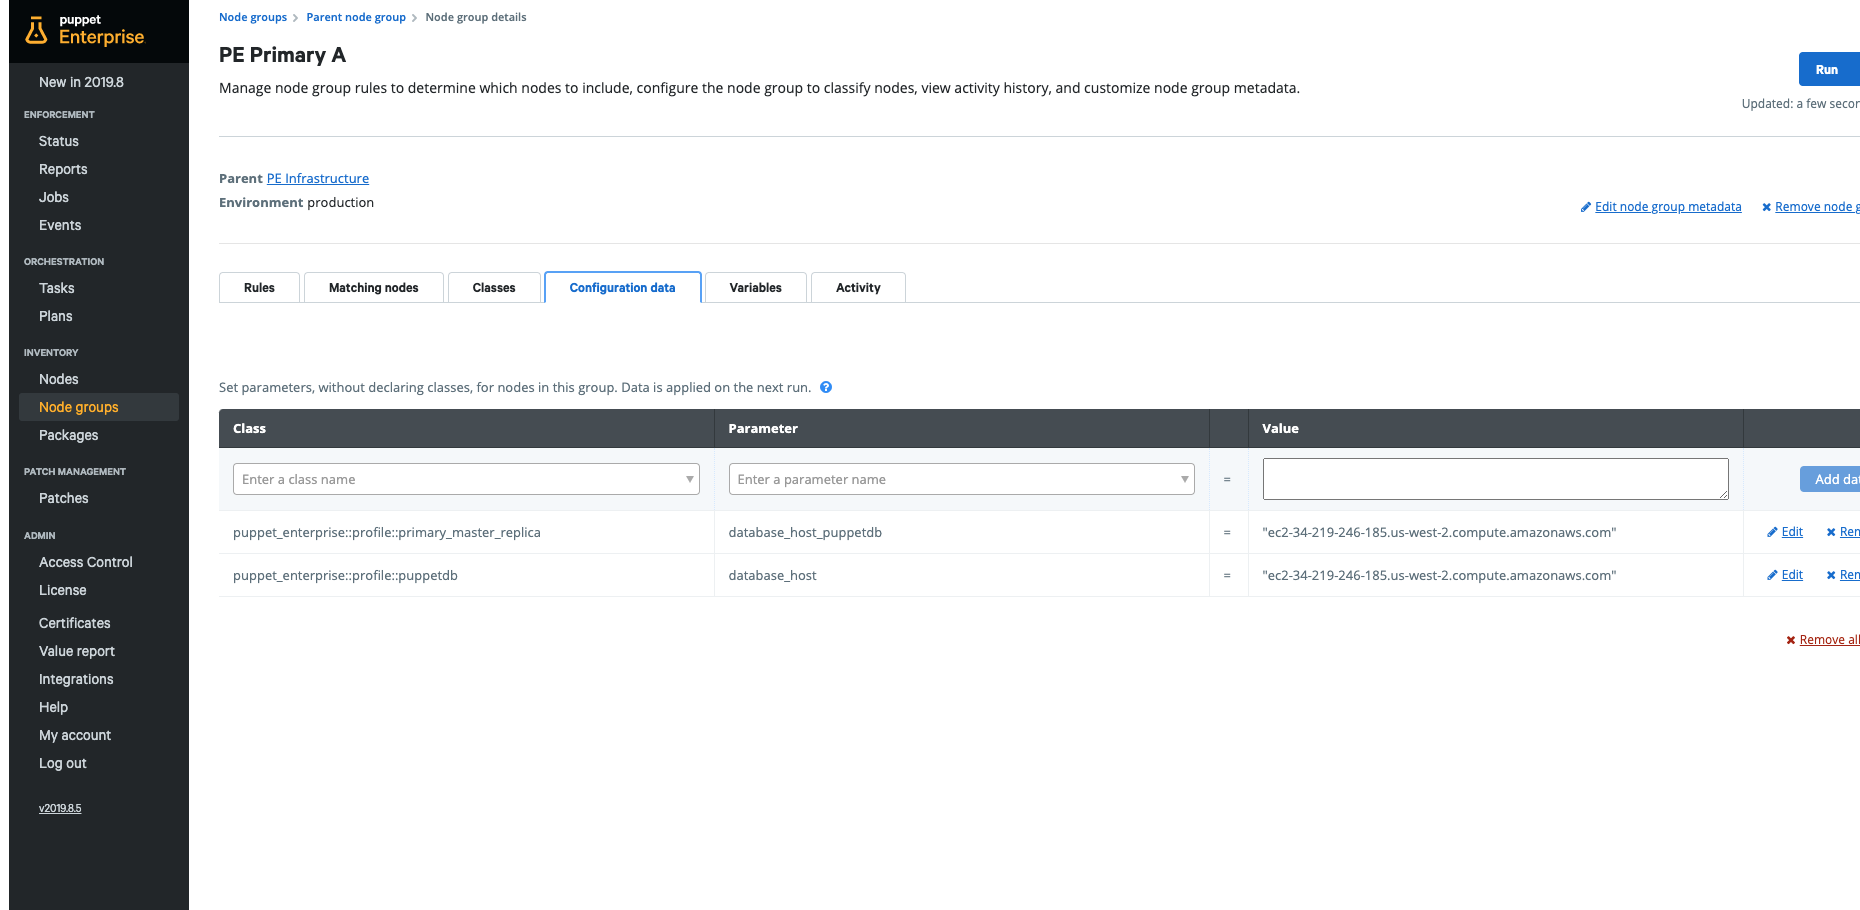 puppet
Enterprise
New in 2019.8
ENFORCEMENT
Status
Reports
Jobs
Events
ORCHESTRATION
Tasks
Plans
INVENTORY
Nodes
Node groups
Packages
PATCH MANAGEMENT
Patches
ADMIN
Access Control
License
Certificates
Value report
Integrations
Help
My account
Log out
v2019.8.5
Node groups > Parent node group > Node group details
PE Primary A
Manage node group rules to determine which nodes to include, configure the node group to classify nodes, view activity history, and customize node group metadata.
Run
Updated: a few secon
Parent PE Infrastructure
Environment production
Edit node group metadata Remove node g
Rules Matching nodes Classes Configuration data Variables Activity
Set parameters, without declaring classes, for nodes in this group. Data is applied on the next run. ?
Class Parameter Value
Enter a class name Enter a parameter name = Add dat
puppet_enterprise::profile::primary_master_replica database_host_puppetdb = "ec2-34-219-246-185.us-west-2.compute.amazonaws.com" Edit Ren
puppet_enterprise::profile::puppetdb database_host = "ec2-34-219-246-185.us-west-2.compute.amazonaws.com" Edit Ren
Remove all